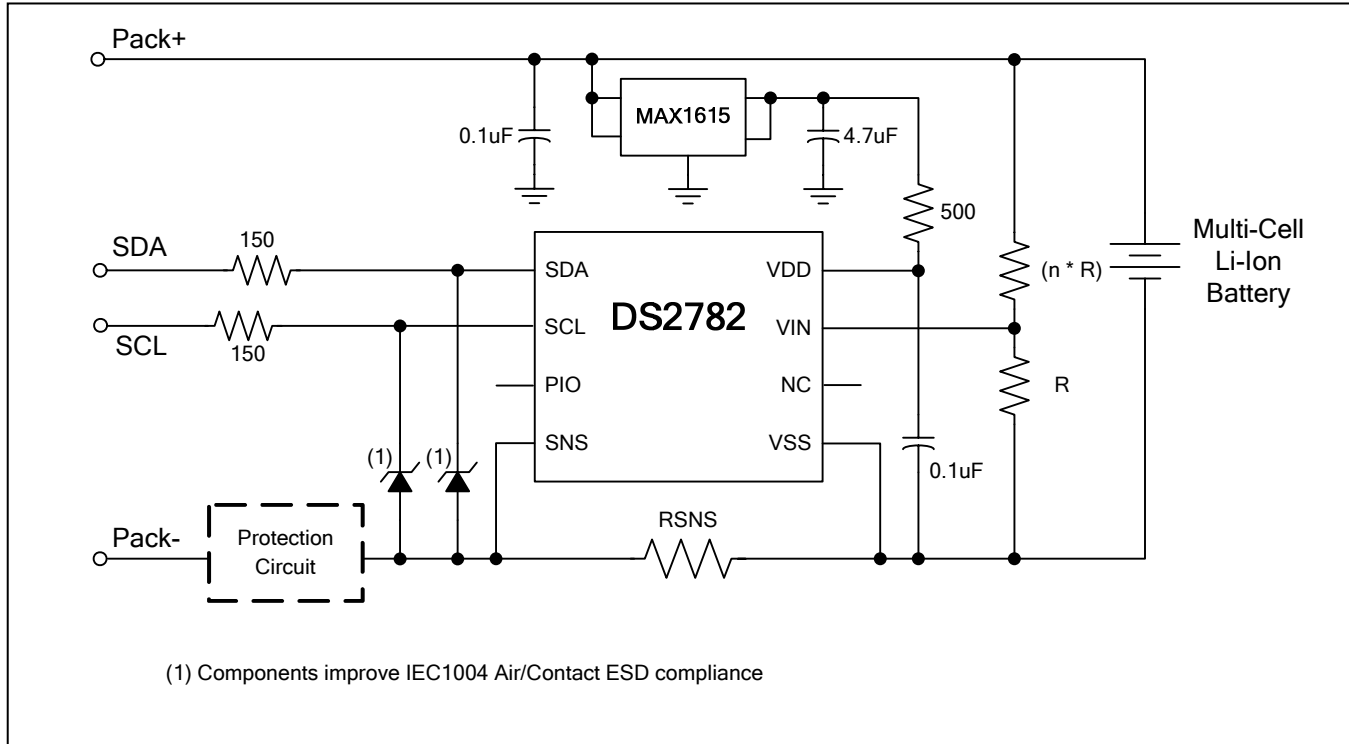 Pack+
MAX1615
0.1uF
4.7uF
500
SDA
150
SCL
150
SDA
VDD
DS2782
SCL
VIN
PIO
NC
SNS
VSS
(n * R)
R
Multi-Cell
Li-Ion
Battery
(1)
(1)
0.1uF
RSNS
Pack-
Protection
Circuit
(1) Components improve IEC1004 Air/Contact ESD compliance